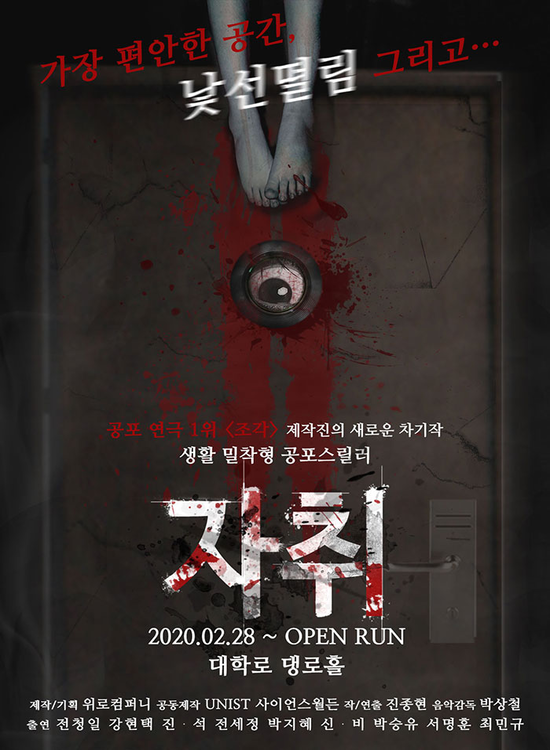 가장 편안한 공간,
낯선떨림 그리고...
공포 연극 1위 <조각> 제작진의 새로운 차기작
생활 밀착형 공포스릴러
자취
2020.02.28 ~ OPEN RUN
대학로 댕로홀
제작/기획 위로컴퍼니 공동제작 UNIST 사이언스월든 작/연출 진종현 음악감독 박상철
출연 전청일 강현택 진·석 전세정 박지혜 신·비 박승유 서명훈 최민규